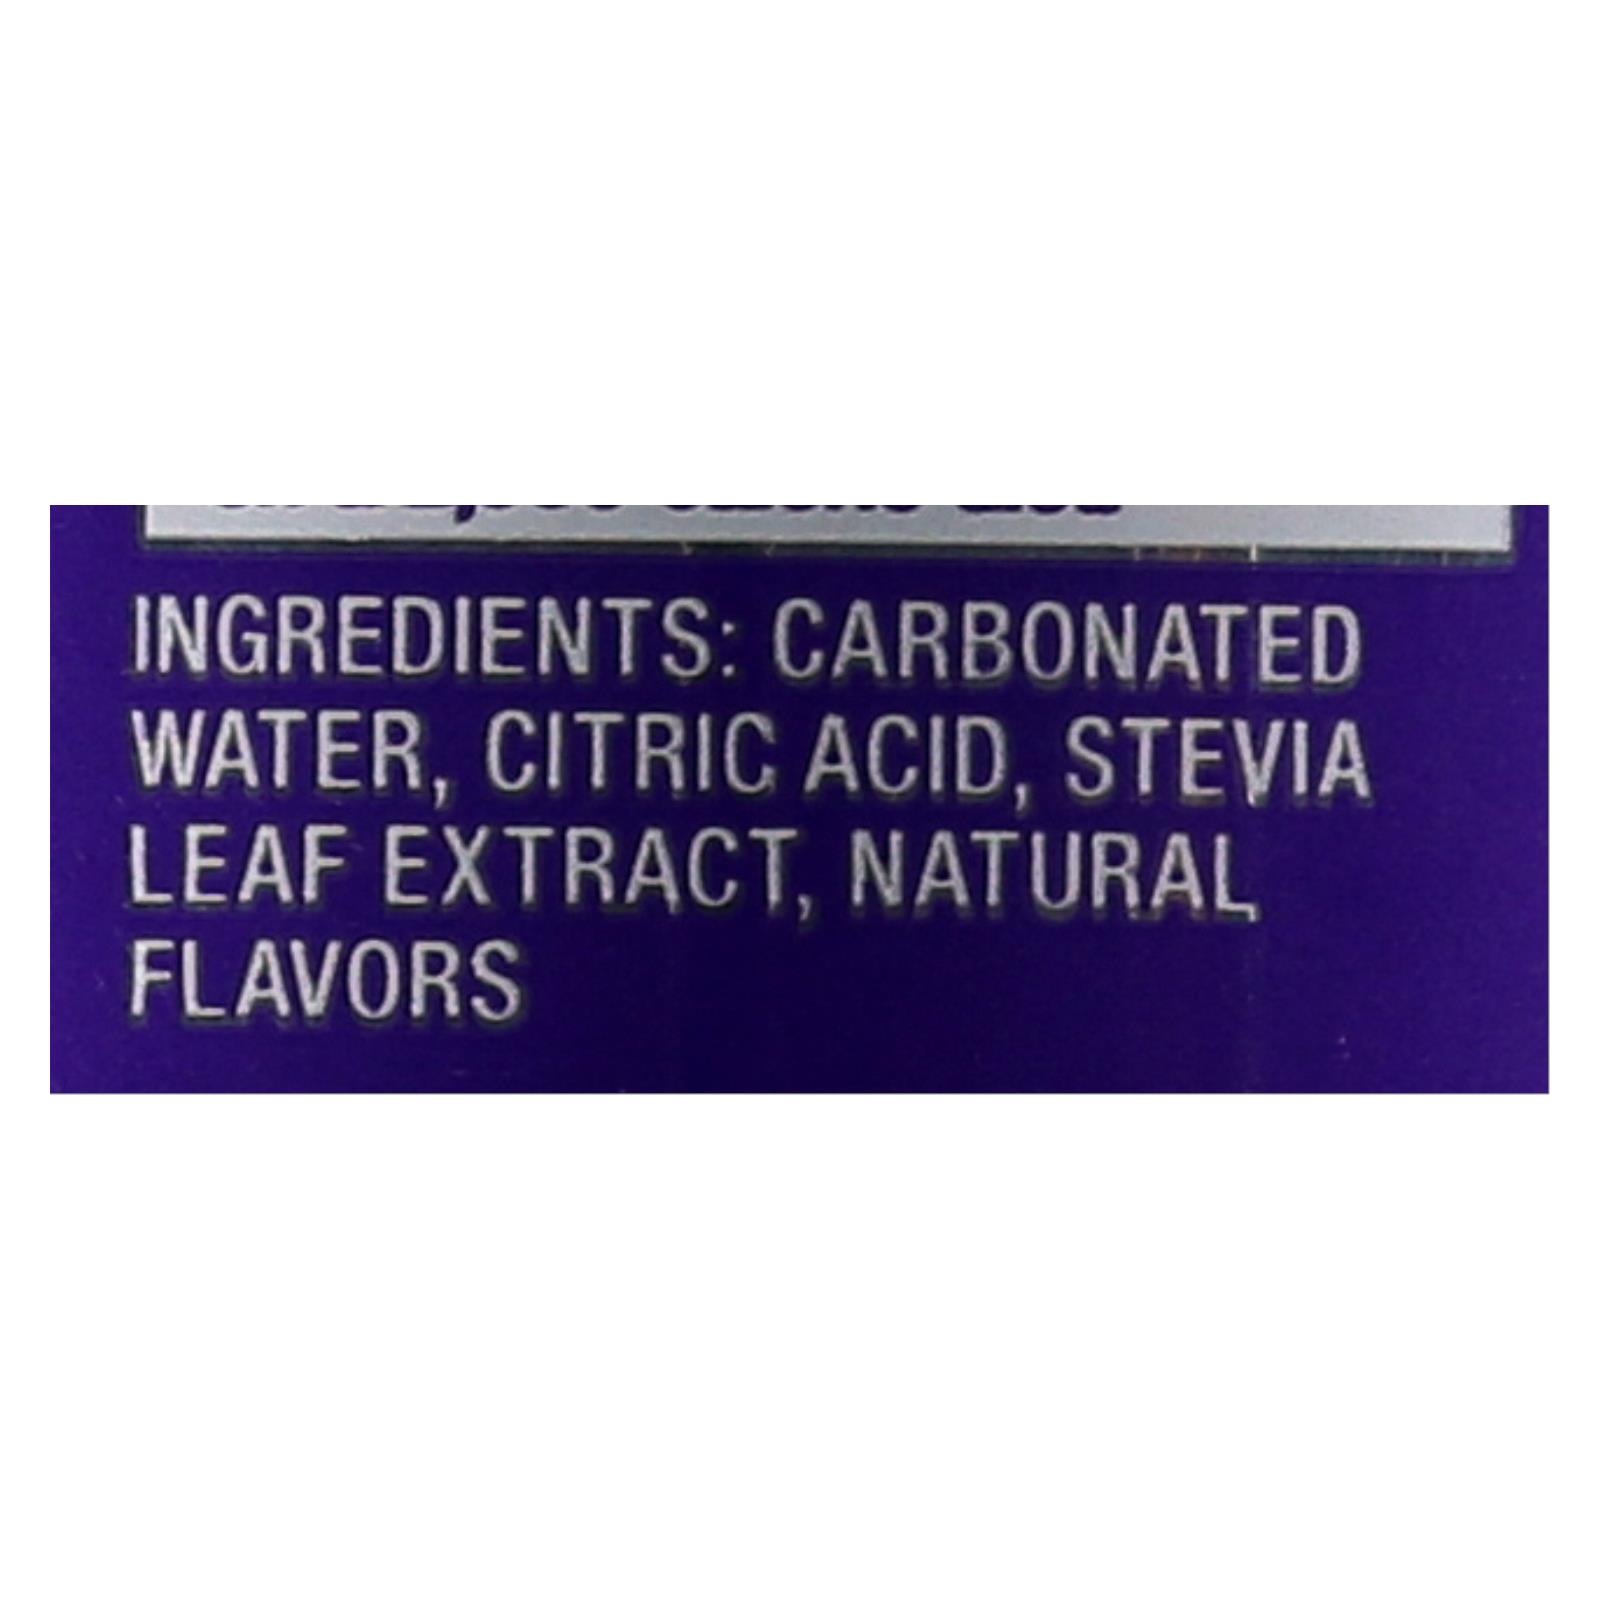 INGREDIENTS: CARBONATED
WATER, CITRIC ACID, STEVIA
LEAF EXTRACT, NATURAL
FLAVORS